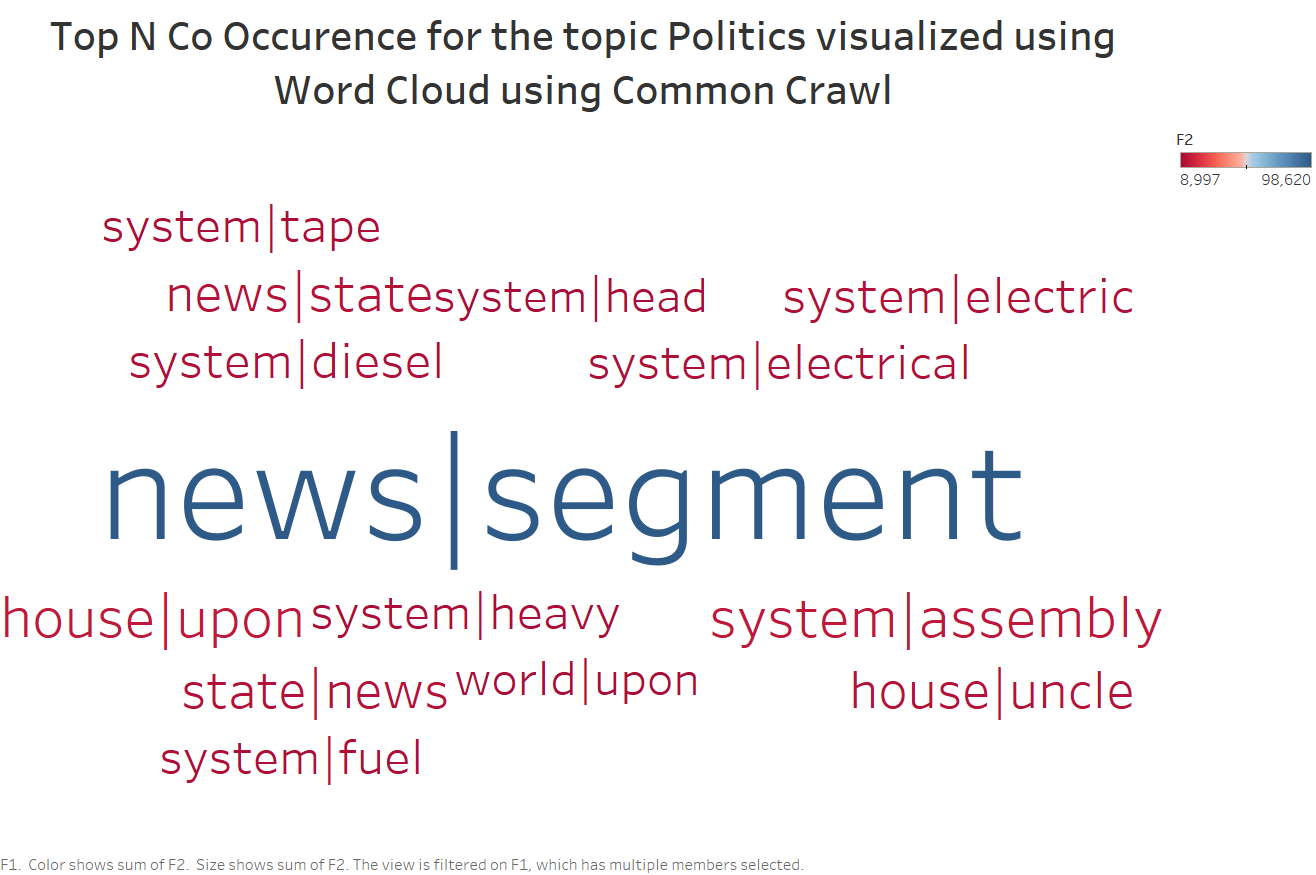 Top N Co Occurence for the topic Politics visualized using
Word Cloud using Common Crawl
F2
8,997 98,620
system|tape
news|state system|head system|electric
system|diesel system|electrical
news|segment
house|upon system|heavy system|assembly
state|news world|upon house|uncle
system|fuel
F1. Color shows sum of F2. Size shows sum of F2. The view is filtered on F1, which has multiple members selected.